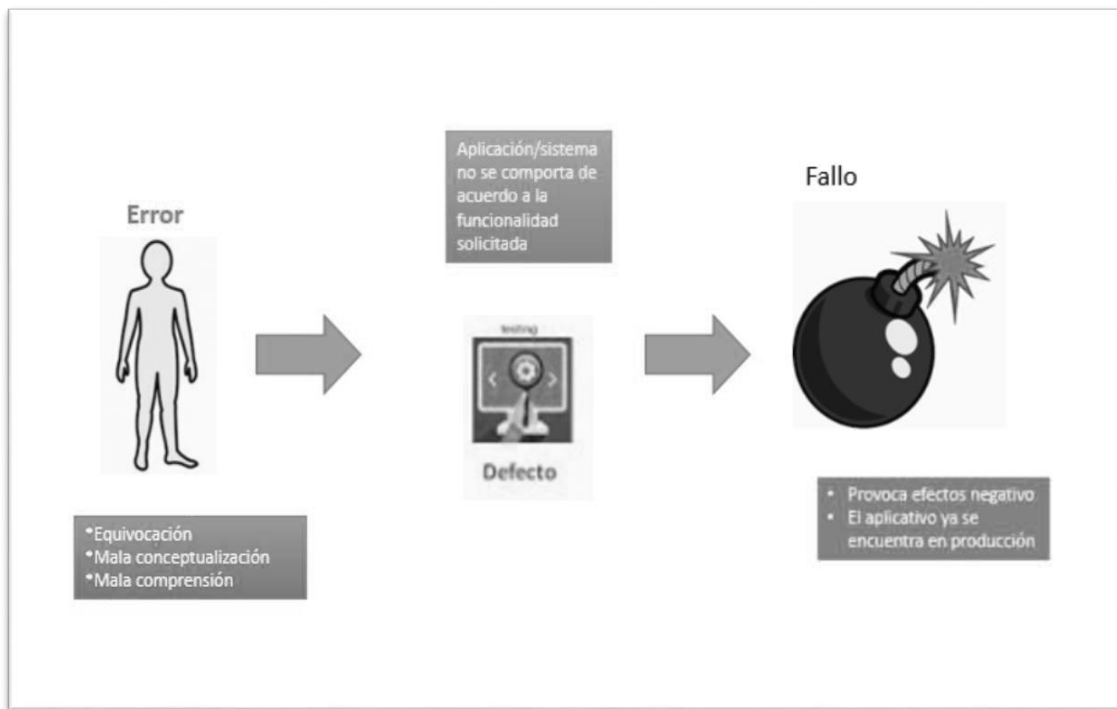 Error
*Equivocación
*Mala conceptualización
*Mala comprensión
Aplicación/sistema
no se comporta de
acuerdo a la
funcionalidad
solicitada
testing
Defecto
Fallo
• Provoca efectos negativo
• El aplicativo ya se
encuentra en producción